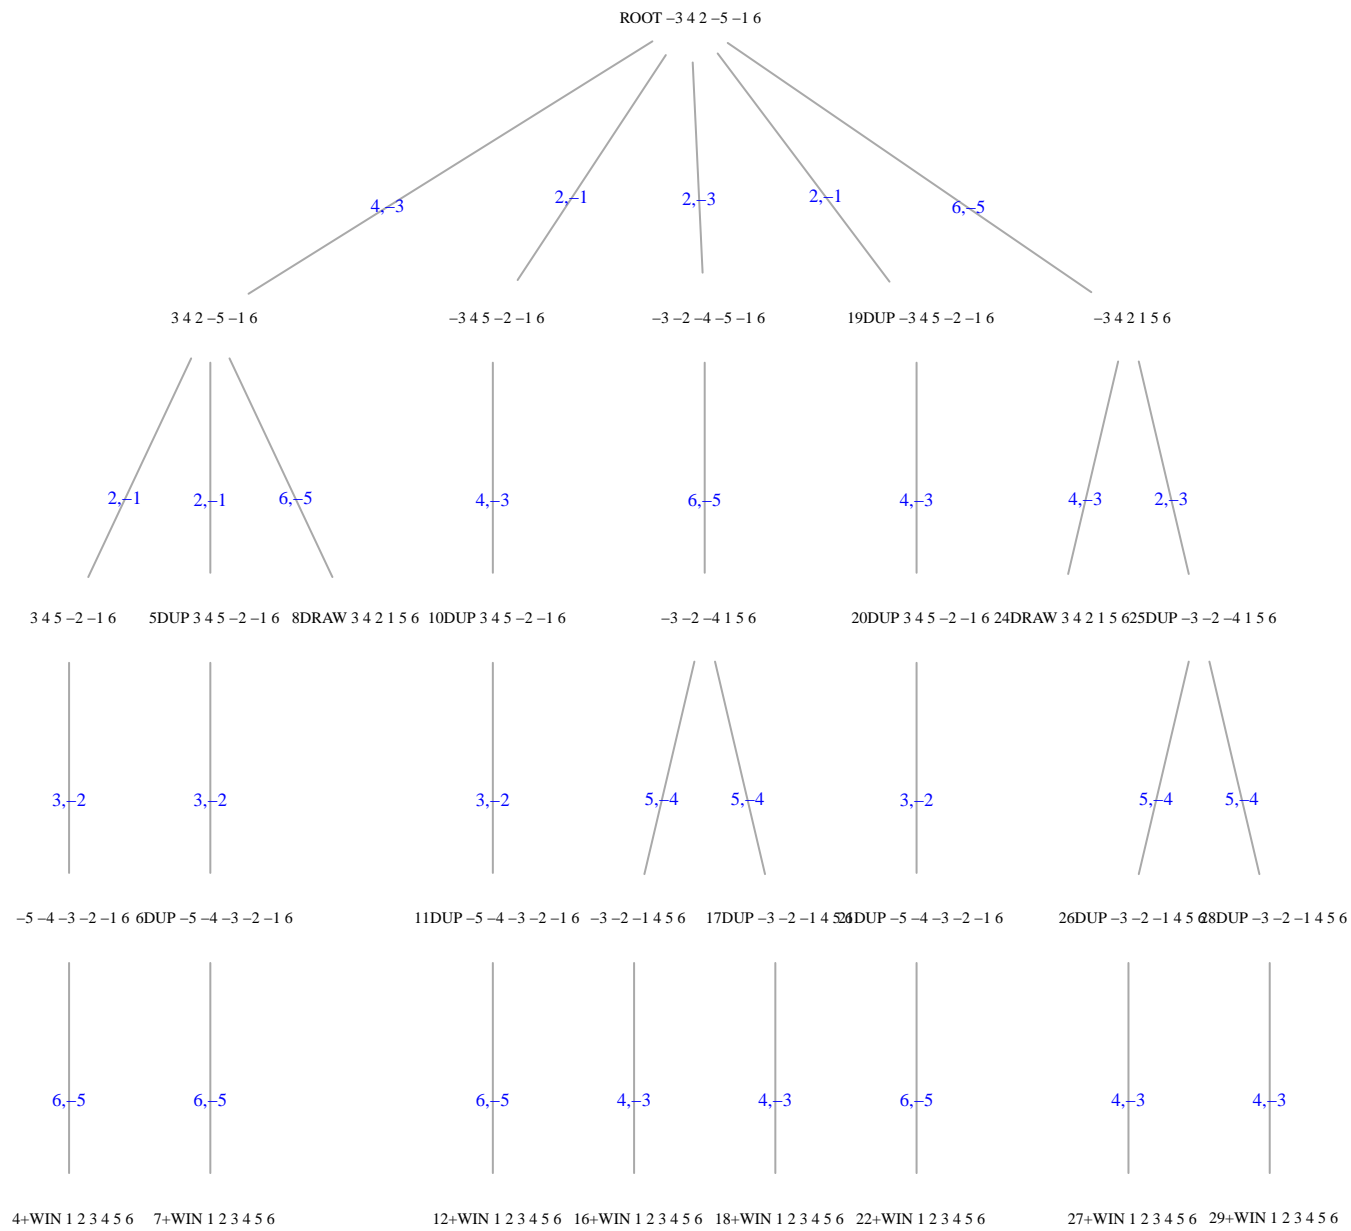 ROOT −3 4 2 −5 −1 6
4,−3 2,−1 2,−3 2,−1 6,−5
3 4 2 −5 −1 6 −3 4 5 −2 −1 6 −3 −2 −4 −5 −1 6 19DUP −3 4 5 −2 −1 6 −3 4 2 1 5 6
2,−1 2,−1 6,−5 4,−3 6,−5 4,−3 4,−3 2,−3
3 4 5 −2 −1 6 5DUP 3 4 5 −2 −1 6 8DRAW 3 4 2 1 5 6 10DUP 3 4 5 −2 −1 6 −3 −2 −4 1 5 6 20DUP 3 4 5 −2 −1 6 24DRAW 3 4 2 1 5 6 25DUP −3 −2 −4 1 5 6
3,−2 3,−2 3,−2 5,−4 5,−4 3,−2 5,−4 5,−4
−5 −4 −3 −2 −1 6 6DUP −5 −4 −3 −2 −1 6 11DUP −5 −4 −3 −2 −1 6 −3 −2 −1 4 5 6 17DUP −3 −2 −1 4 5 6 21DUP −5 −4 −3 −2 −1 6 26DUP −3 −2 −1 4 5 6 28DUP −3 −2 −1 4 5 6
6,−5 6,−5 6,−5 4,−3 4,−3 6,−5 4,−3 4,−3
4+WIN 1 2 3 4 5 6 7+WIN 1 2 3 4 5 6 12+WIN 1 2 3 4 5 6 16+WIN 1 2 3 4 5 6 18+WIN 1 2 3 4 5 6 22+WIN 1 2 3 4 5 6 27+WIN 1 2 3 4 5 6 29+WIN 1 2 3 4 5 6